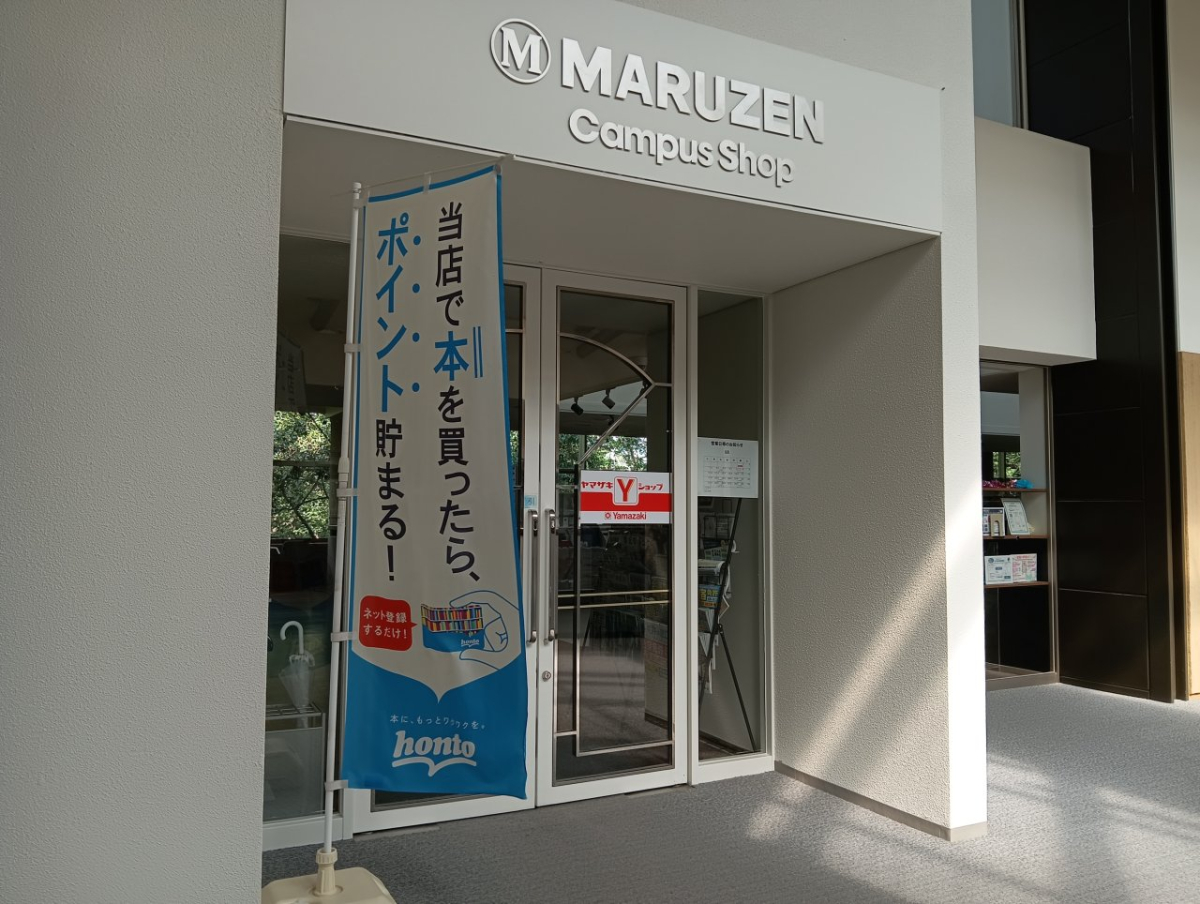 M MARUZEN
Campus Shop
当店で本を買ったら、
ポイント貯まる!
ネット登録
するだけ!
honto
本に、もっとワクワクを。
honto
ヤマザキ Y ショップ
Yamazaki